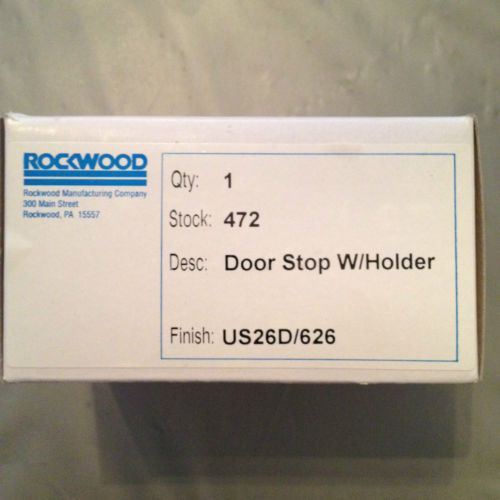 ROCKWOOD
Rockwood Manufacturing Company
300 Main Street
Rockwood, PA 15557
Qty: 1
Stock: 472
Desc: Door Stop W/Holder
Finish: US26D/626